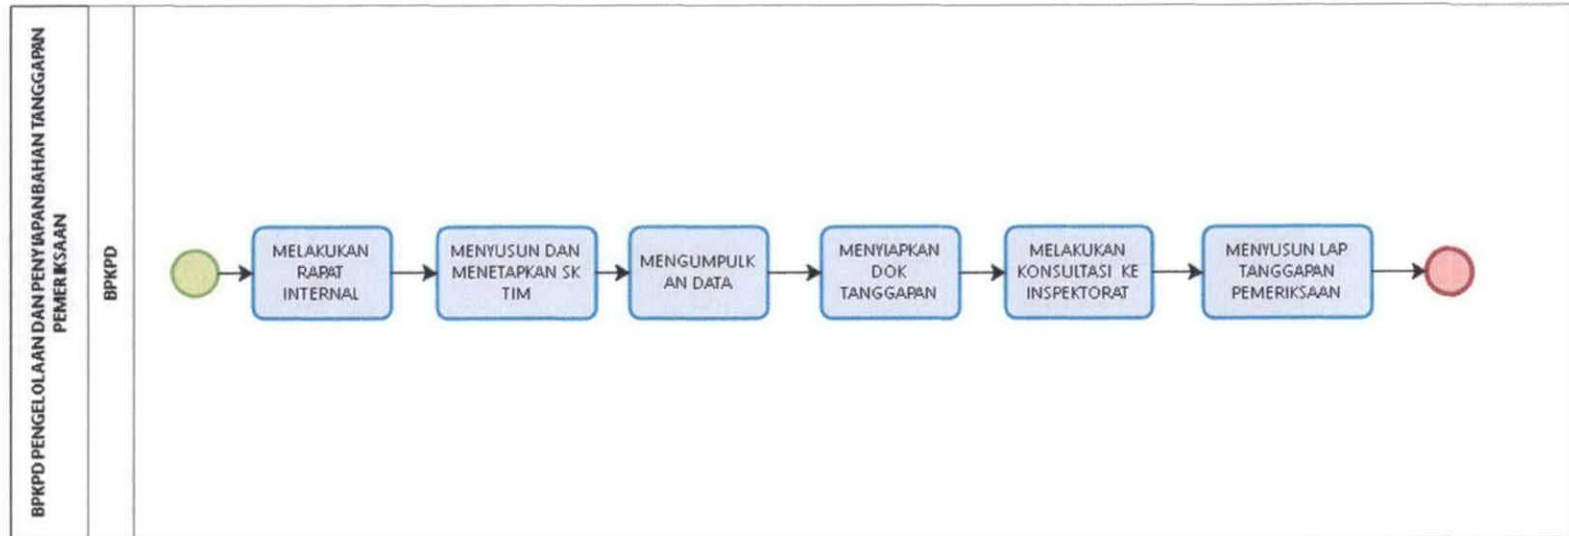 BPKPD PENGELOLAAN DAN PENYIAPAN BAHAN TANGGAPAN
PEMERIKSAAN
BPKPD
MELAKUKAN
RAPAT
INTERNAL
MENYUSUN DAN
MENETAPKAN SK
TIM
MENGUMPULK
AN DATA
MENYIAPKAN
DOK
TANGGAPAN
MELAKUKAN
KONSULTASI KE
INSPEKTORAT
MENYUSUN LAP
TANGGAPAN
PEMERIKSAAN